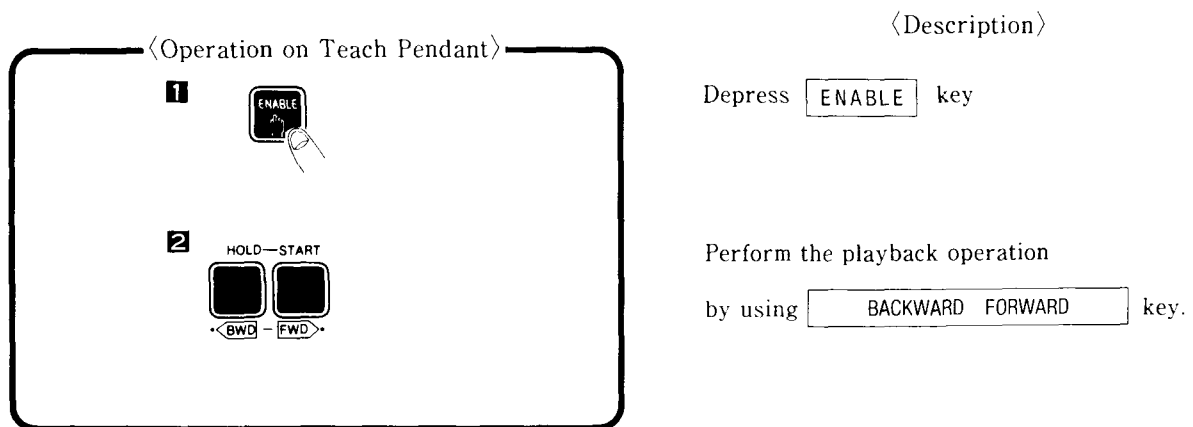 〈Operation on Teach Pendant〉
〈Description〉
1
ENABLE
Depress ENABLE key
2
HOLD—START
BWD – FWD
Perform the playback operation
by using BACKWARD FORWARD key.